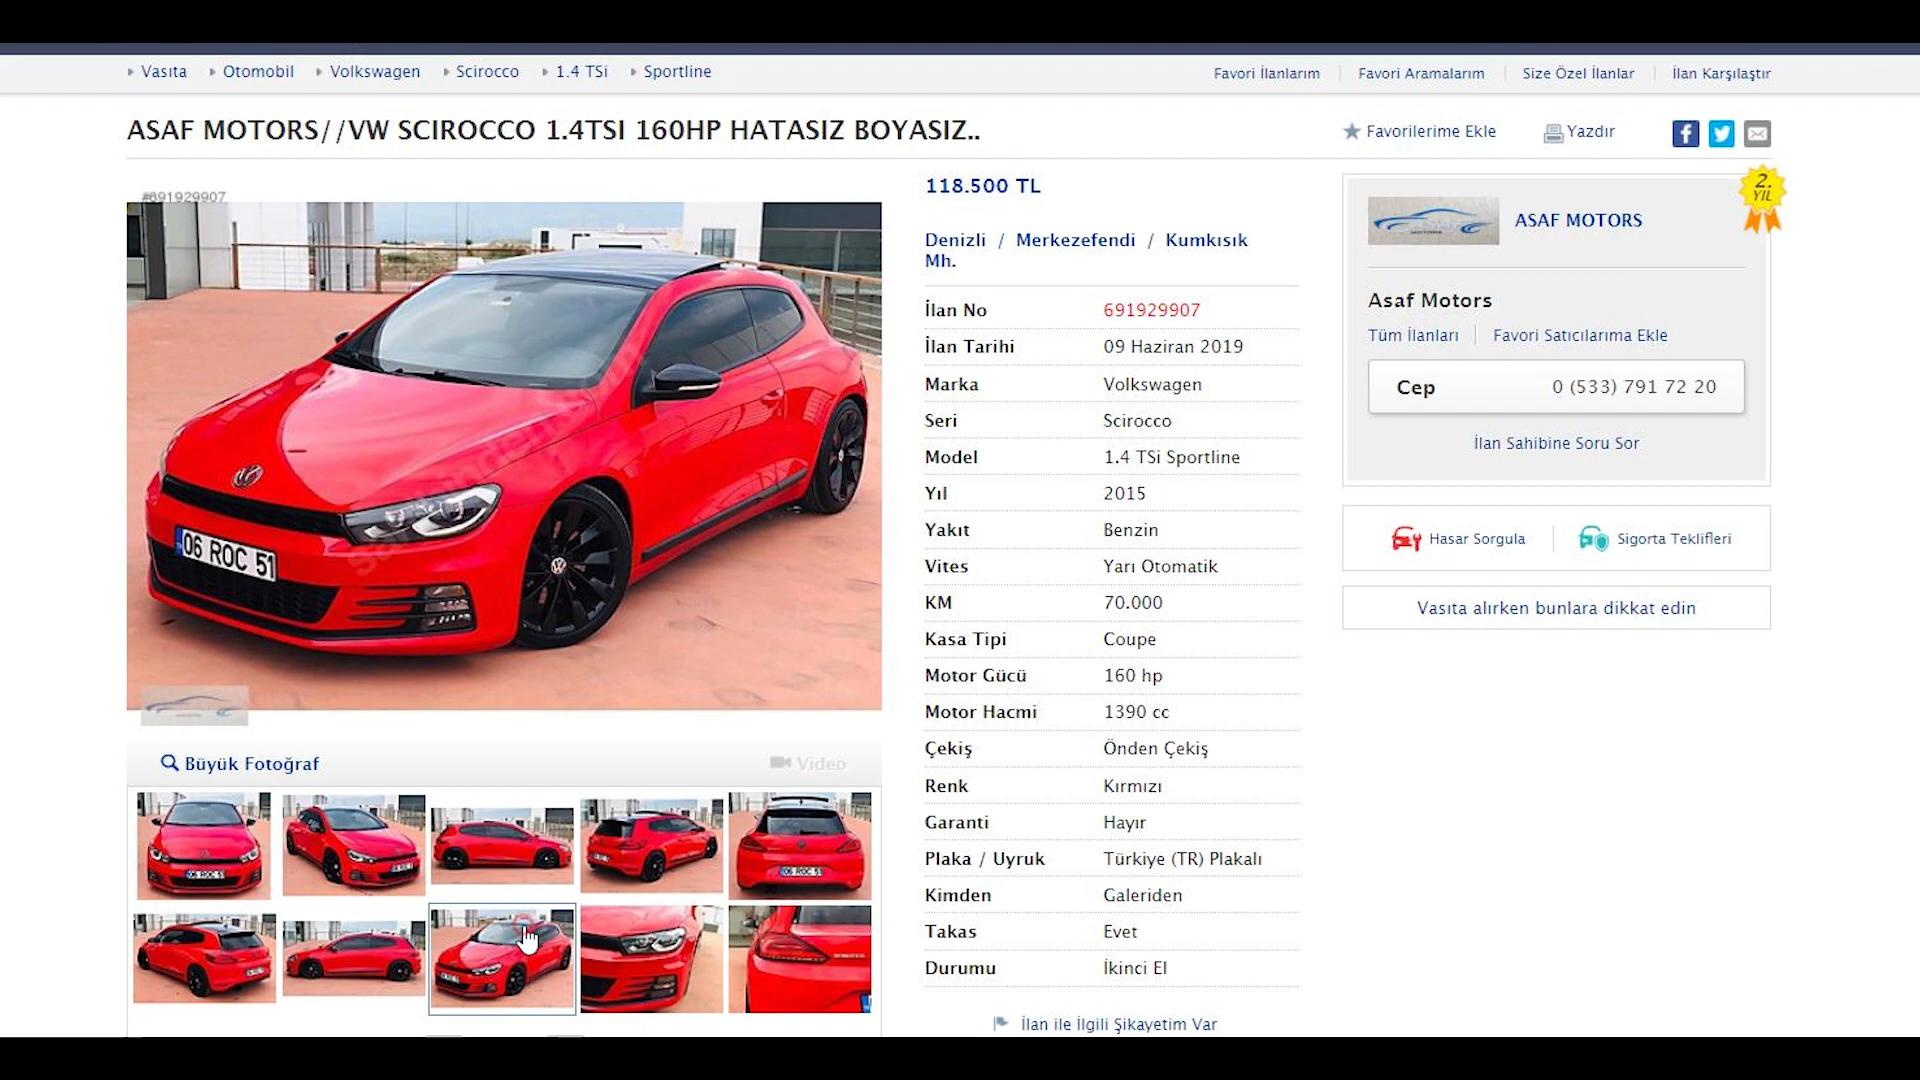 Vasıta Otomobil Volkswagen Scirocco 1.4 TSi Sportline
Favori İlanlarım Favori Aramalarım Size Özel İlanlar İlan Karşılaştır
ASAF MOTORS//VW SCIROCCO 1.4TSI 160HP HATASIZ BOYASIZ..
Favorilerime Ekle Yazdır
#691929907
06 ROC 51
Büyük Fotoğraf Video
118.500 TL
Denizli / Merkezefendi / Kumkısık
Mh.
İlan No 691929907
İlan Tarihi 09 Haziran 2019
Marka Volkswagen
Seri Scirocco
Model 1.4 TSi Sportline
Yıl 2015
Yakıt Benzin
Vites Yarı Otomatik
KM 70.000
Kasa Tipi Coupe
Motor Gücü 160 hp
Motor Hacmi 1390 cc
Çekiş Önden Çekiş
Renk Kırmızı
Garanti Hayır
Plaka / Uyruk Türkiye (TR) Plakalı
Kimden Galeriden
Takas Evet
Durumu İkinci El
İlan ile İlgili Şikayetim Var
2.
YIL
ASAF MOTORS
Asaf Motors
Tüm İlanları Favori Satıcılarıma Ekle
Cep 0 (533) 791 72 20
İlan Sahibine Soru Sor
Hasar Sorgula Sigorta Teklifleri
Vasıta alırken bunlara dikkat edin